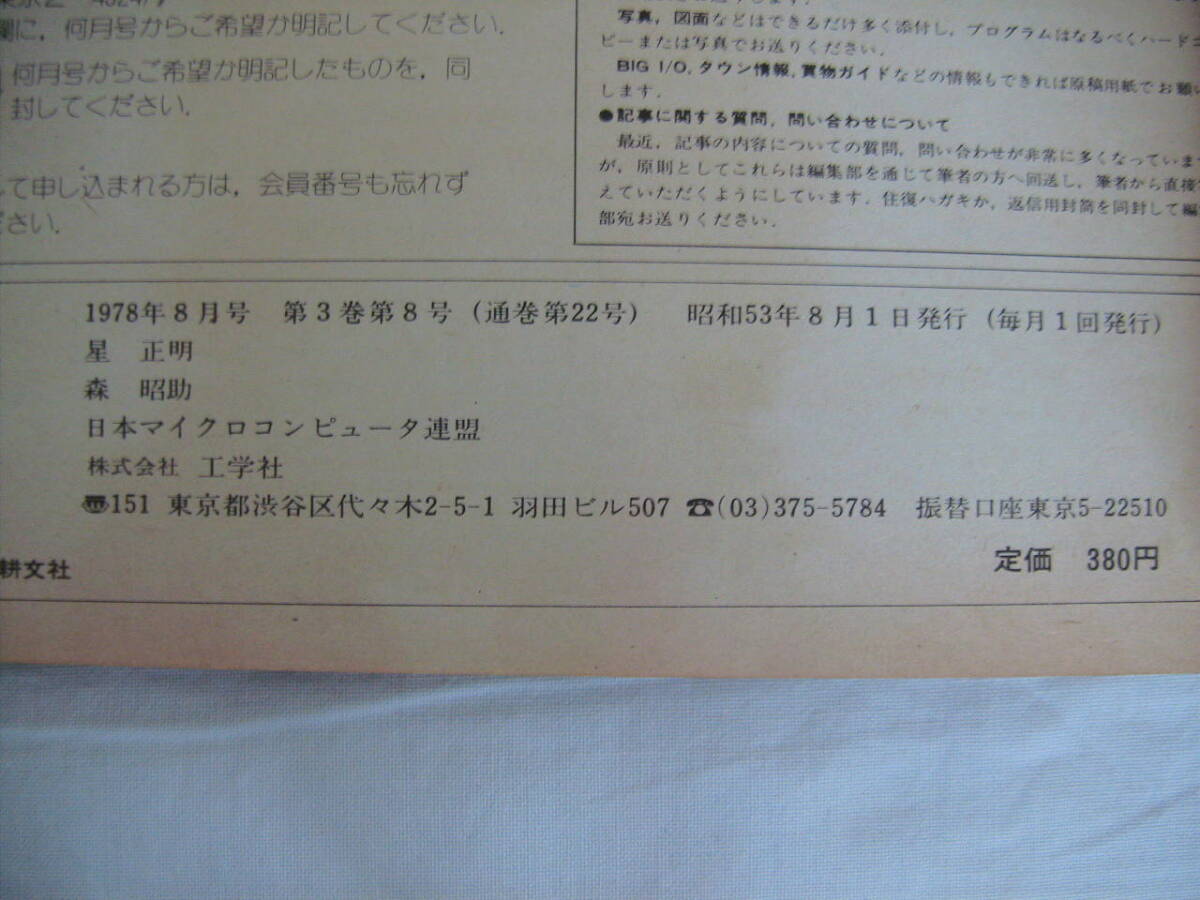 欄に，何月号からご希望か明記してください．
何月号からご希望か明記したものを，同
封してください．
して申し込まれる方は，会員番号も忘れず
ださい．
写真，図面などはできるだけ多く添付し，プログラムはなるべくハードコ
ピーまたは写真でお送りください．
BIG I/O，タウン情報，買物ガイドなどの情報もできれば原稿用紙でお願い
します．
●記事に関する質問，問い合わせについて
最近，記事の内容についての質問，問い合わせが非常に多くなっています
が，原則としてこれらは編集部を通じて筆者の方へ回送し，筆者から直接
えていただくようにしています．往復ハガキか，返信用封筒を同封して編
部宛お送りください．
1978年8月号　第3巻第8号（通巻第22号）　昭和53年8月1日発行（毎月1回発行）
星　正明
森　昭助
日本マイクロコンピュータ連盟
株式会社　工学社
〠151　東京都渋谷区代々木2-5-1　羽田ビル507　☎(03)375-5784　振替口座東京5-22510
定価　380円
耕文社